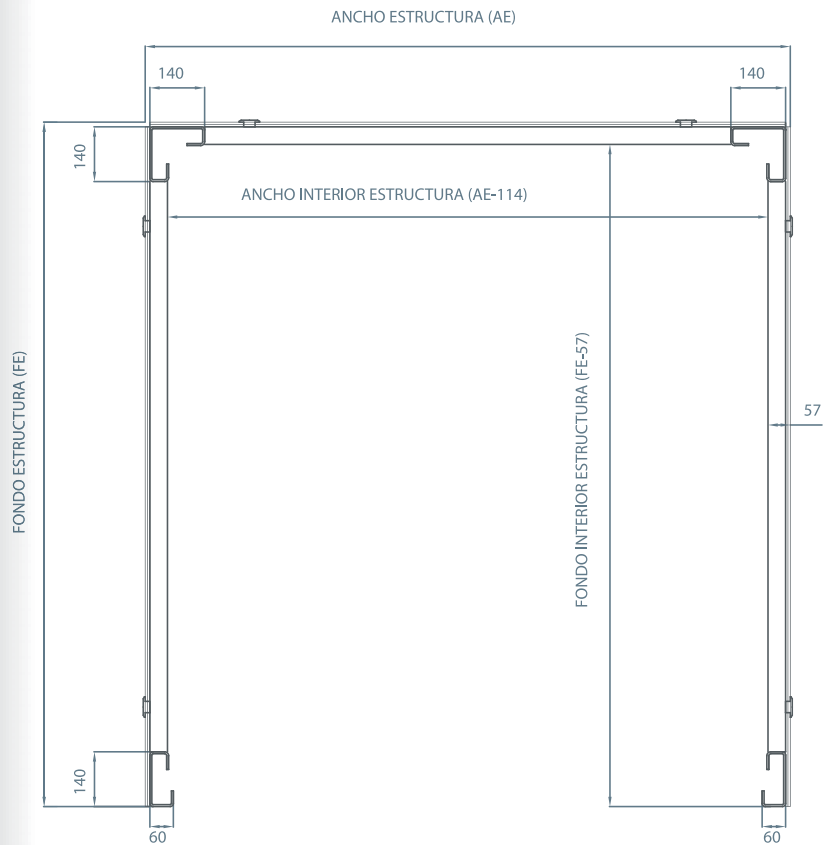 ANCHO ESTRUCTURA (AE)
140
140
140
ANCHO INTERIOR ESTRUCTURA (AE-114)
FONDO ESTRUCTURA (FE)
FONDO INTERIOR ESTRUCTURA (FE-57)
57
140
60
60